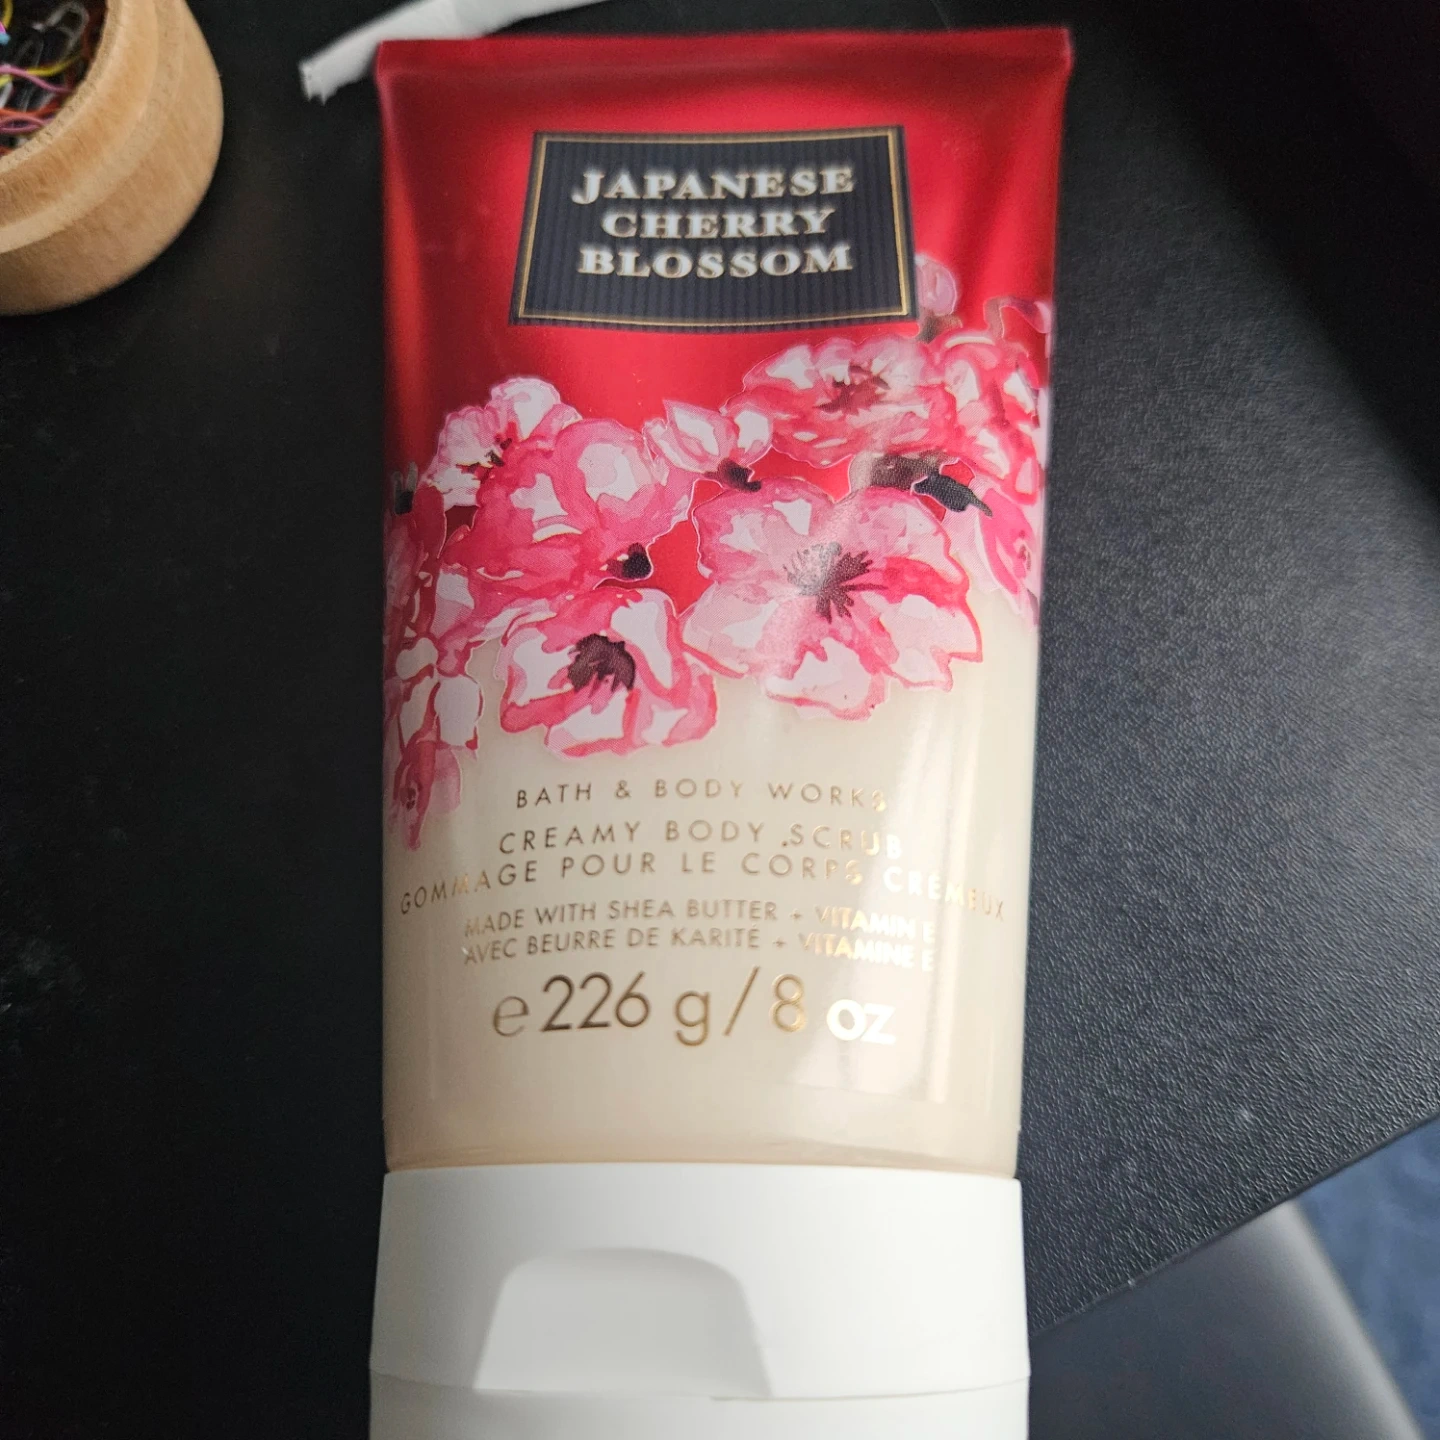 JAPANESE
CHERRY
BLOSSOM
BATH & BODY WORKS
CREAMY BODY SCRUB
GOMMAGE POUR LE CORPS CRÉMEUX
MADE WITH SHEA BUTTER + VITAMIN E
AVEC BEURRE DE KARITÉ + VITAMINE E
℮ 226 g / 8 OZ